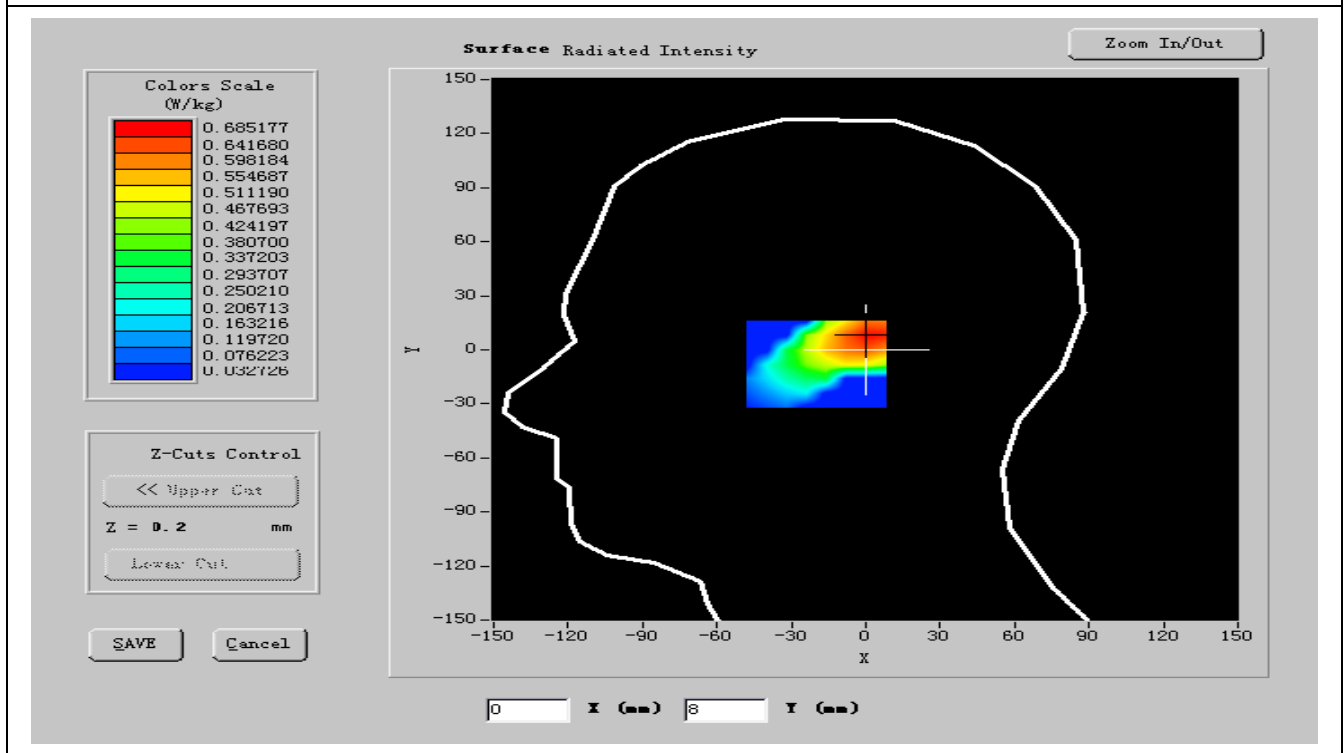 Surface Radiated Intensity
Zoom In/Out
Colors Scale
(W/kg)
0.685177
0.641680
0.598184
0.554687
0.511190
0.467693
0.424197
0.380700
0.337203
0.293707
0.250210
0.206713
0.163216
0.119720
0.076223
0.032726
Z-Cuts Control
<< Upper Cut
Z = 0.2 mm
Lower Cut
SAVE
Cancel
150
120
90
60
30
0
-30
-60
-90
-120
-150
Y
-150 -120 -90 -60 -30 0 30 60 90 120 150
X
0 X (mm) 8 Y (mm)